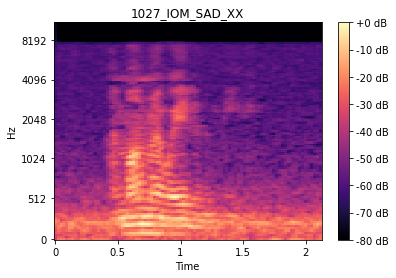 1027_IOM_SAD_XX
Hz
8192
4096
2048
1024
512
0
0
0.5
1
1.5
2
Time
+0 dB
-10 dB
-20 dB
-30 dB
-40 dB
-50 dB
-60 dB
-70 dB
-80 dB